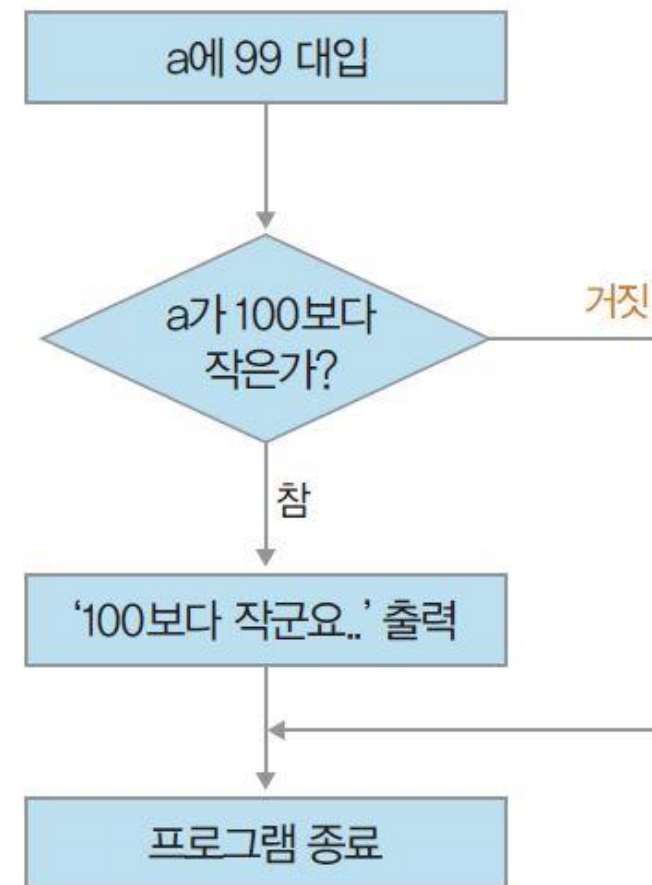 a에 99 대입
a가 100보다
작은가?
거짓
참
‘100보다 작군요..’ 출력
프로그램 종료